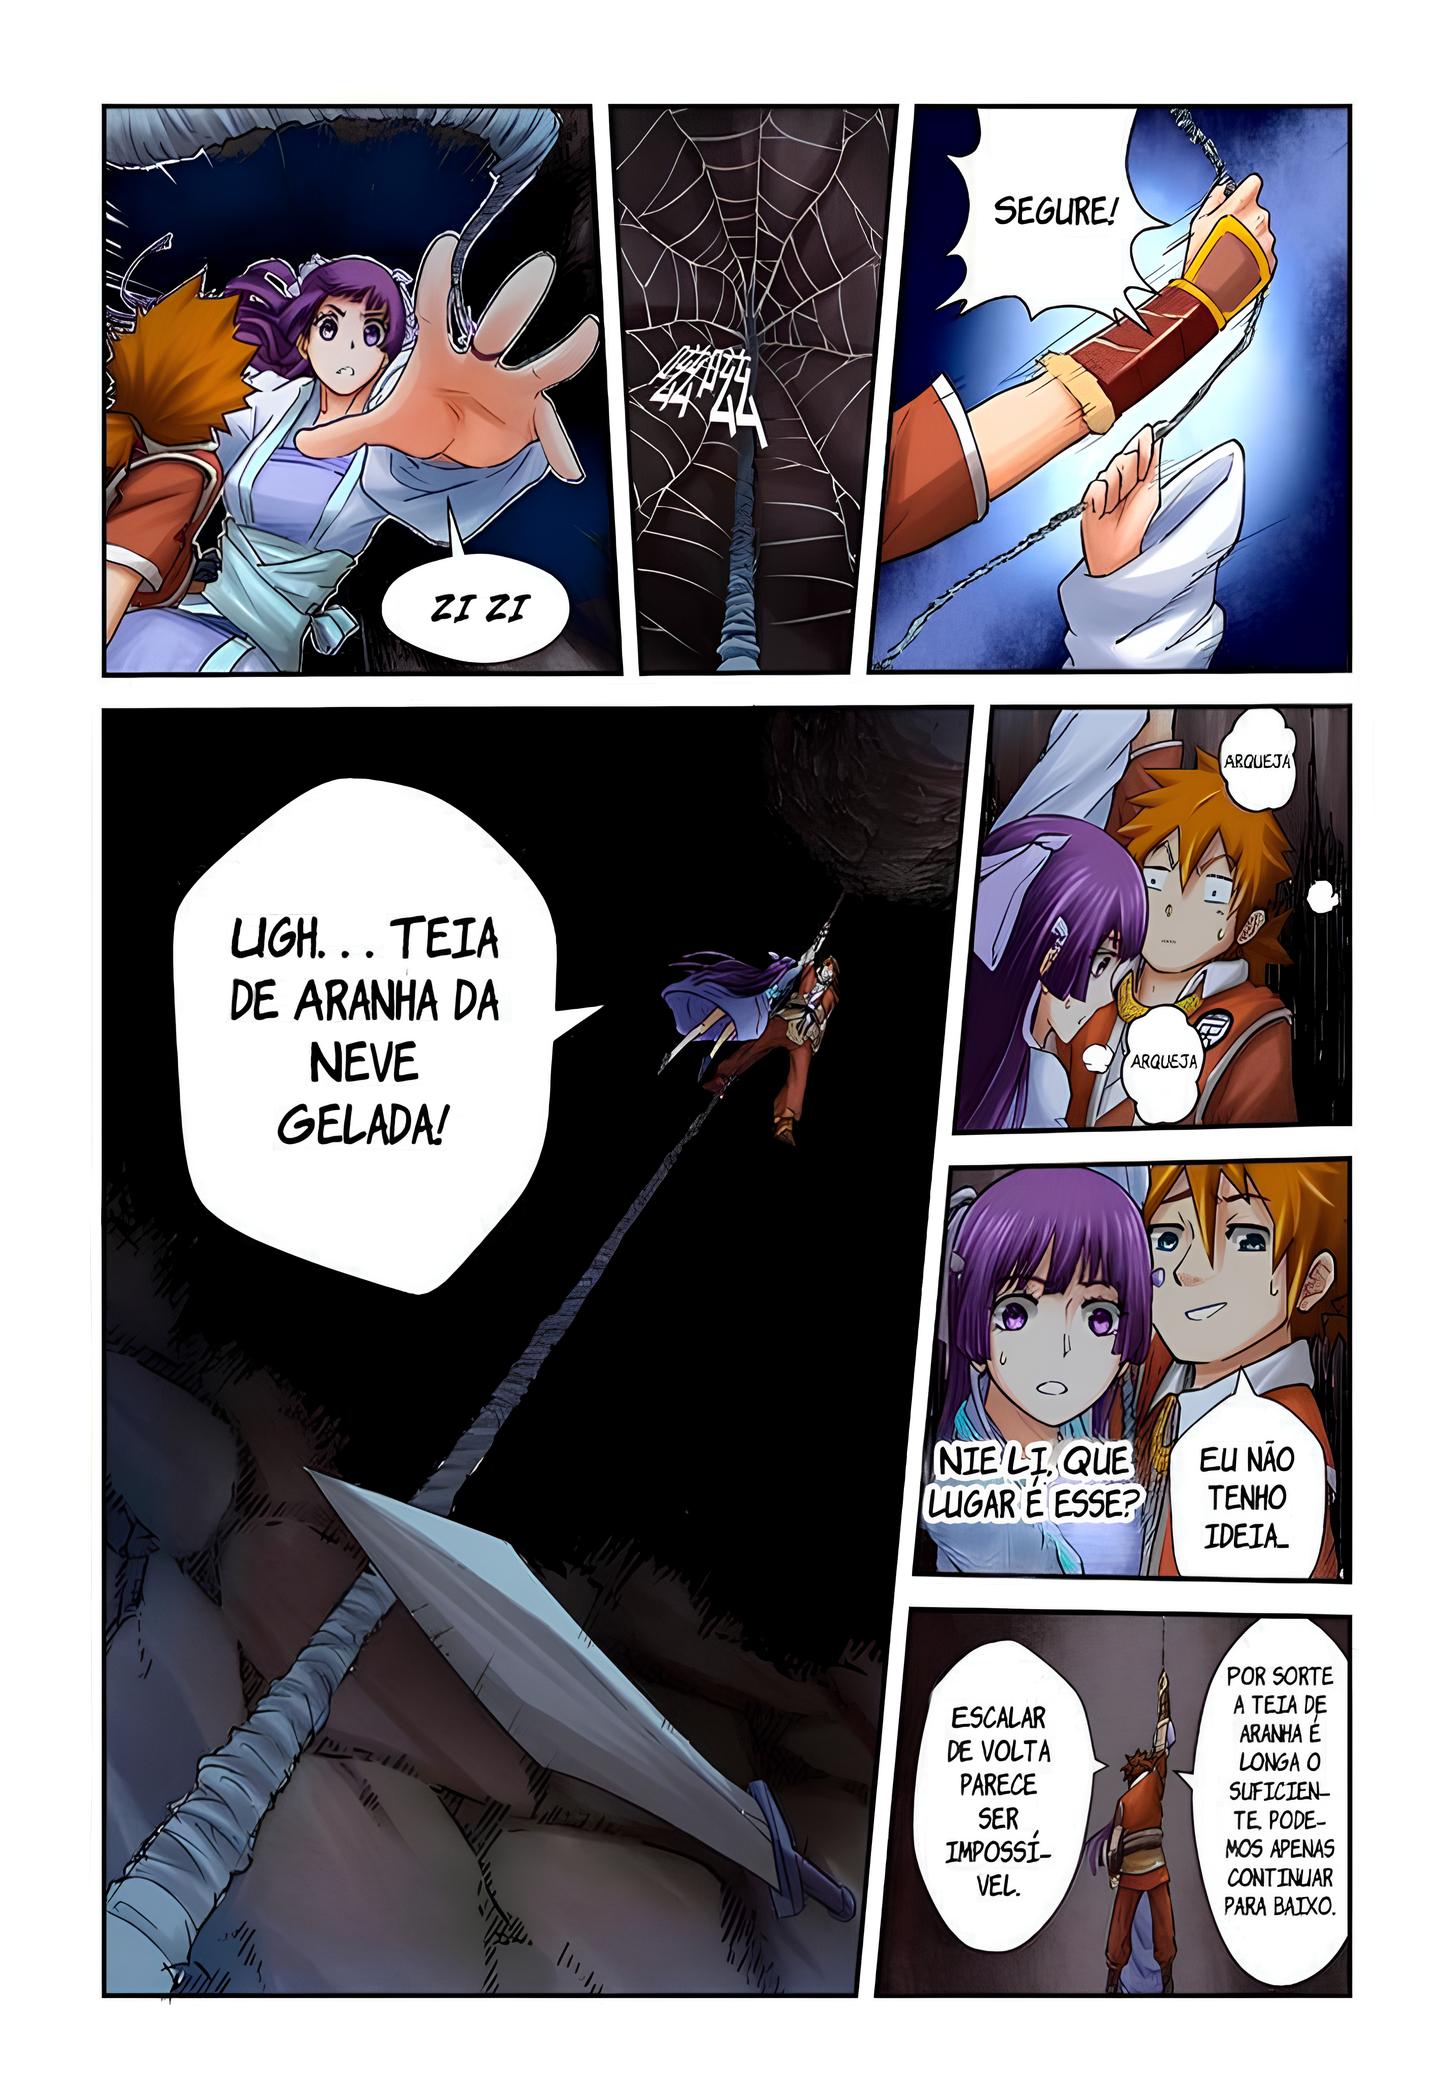 ZI ZI
SEGURE!
UGH... TEIA
DE ARANHA DA
NEVE
GELADA!
ARQUEJA
ARQUEJA
NIE LI, QUE
LUGAR É ESSE?
EU NÃO
TENHO
IDEIA_
ESCALAR
DE VOLTA
PARECE
SER
IMPOSSÍ-
VEL.
POR SORTE
A TEIA DE
ARANHA É
LONGA O
SUFICIEN-
TE. PODE-
MOS APENAS
CONTINUAR
PARA BAIXO.